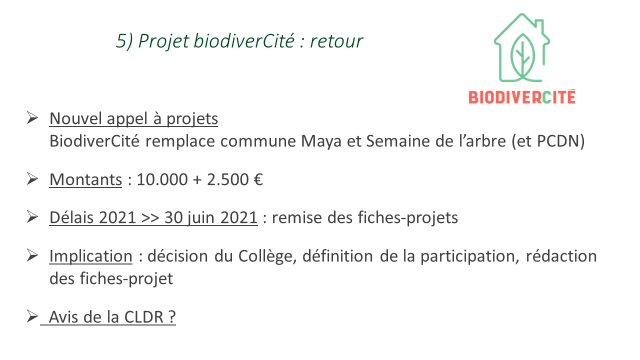 5) Projet biodiverCité : retour
BIODIVERCITÉ
➢ Nouvel appel à projets
BiodiverCité remplace commune Maya et Semaine de l’arbre (et PCDN)
➢ Montants : 10.000 + 2.500 €
➢ Délais 2021 >> 30 juin 2021 : remise des fiches-projets
➢ Implication : décision du Collège, définition de la participation, rédaction
des fiches-projet
➢ Avis de la CLDR ?